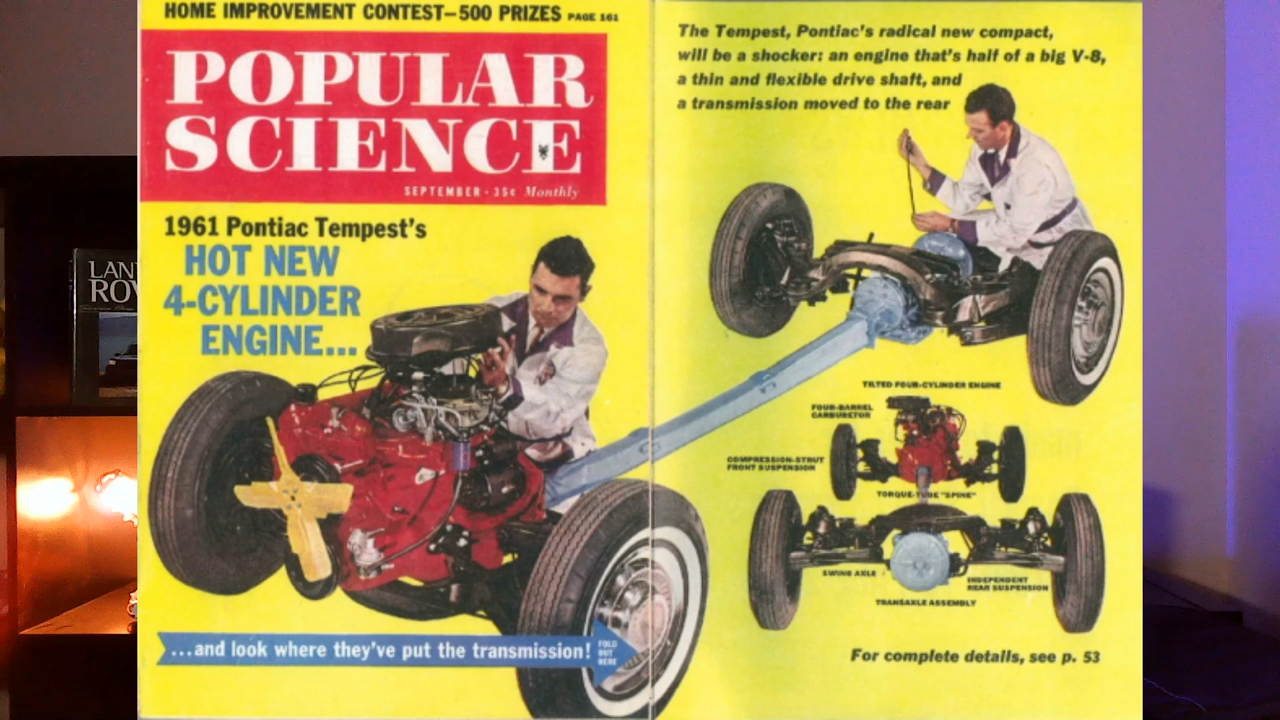 HOME IMPROVEMENT CONTEST—500 PRIZES PAGE 161
POPULAR
SCIENCE
SEPTEMBER · 35¢ Monthly
1961 Pontiac Tempest's
HOT NEW
4-CYLINDER
ENGINE...
...and look where they've put the transmission!
FOLD
OUT
HERE
The Tempest, Pontiac's radical new compact,
will be a shocker: an engine that's half of a big V-8,
a thin and flexible drive shaft, and
a transmission moved to the rear
TILTED FOUR-CYLINDER ENGINE
FOUR-BARREL
CARBURETOR
COMPRESSION-STRUT
FRONT SUSPENSION
TORQUE-TUBE "SPINE"
SWING AXLE
INDEPENDENT
REAR SUSPENSION
TRANSAXLE ASSEMBLY
For complete details, see p. 53
LAN
ROV